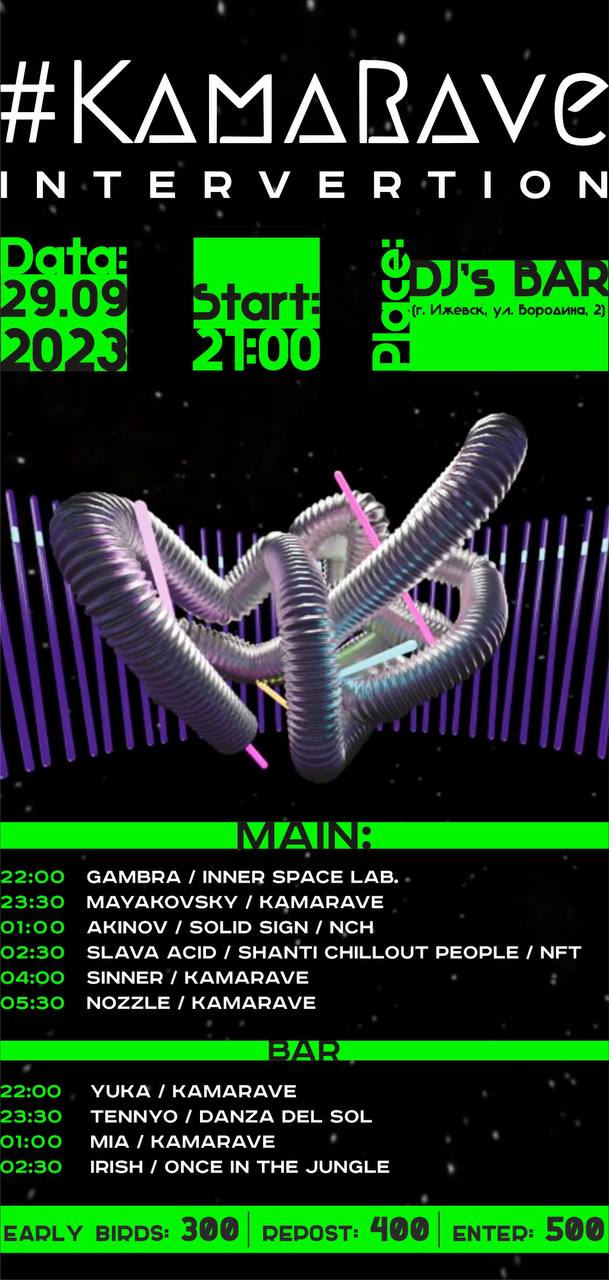 #KAMARAVE
INTERVERTION
Data:
29.09
2023
Start:
21:00
Place:
DJ's BAR
(г. Ижевск, ул. Бородина, 2)
MAIN:
22:00 GAMBRA / INNER SPACE LAB.
23:30 MAYAKOVSKY / KAMARAVE
01:00 AKINOV / SOLID SIGN / NCH
02:30 SLAVA ACID / SHANTI CHILLOUT PEOPLE / NFT
04:00 SINNER / KAMARAVE
05:30 NOZZLE / KAMARAVE
BAR
22:00 YUKA / KAMARAVE
23:30 TENNYO / DANZA DEL SOL
01:00 MIA / KAMARAVE
02:30 IRISH / ONCE IN THE JUNGLE
EARLY BIRDS: 300 | REPOST: 400 | ENTER: 500